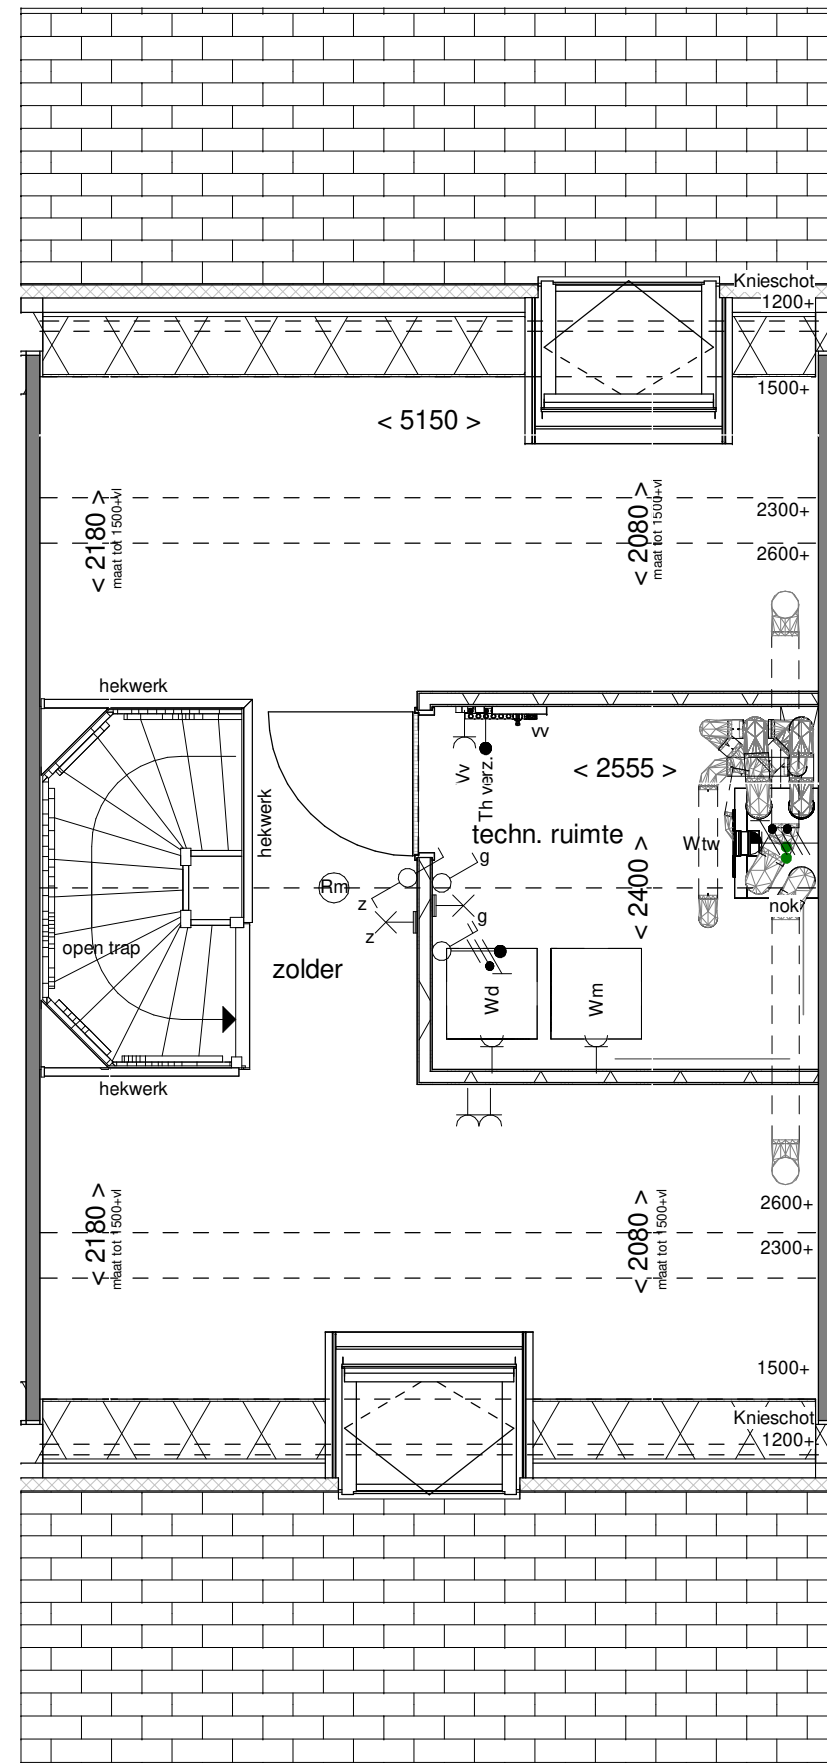 Knieschot
1200+
1500+
< 5150 >
2300+
2600+
< 2180 >
maat tot 1500+vl
< 2080 >
maat tot 1500+vl
hekwerk
hekwerk
open trap
hekwerk
Rm
zolder
z
z
g
g
Vv
Th verz.
vv
< 2555 >
techn. ruimte
< 2400 >
Wtw
nok
Wd
Wm
< 2180 >
maat tot 1500+vl
< 2080 >
maat tot 1500+vl
2600+
2300+
1500+
Knieschot
1200+